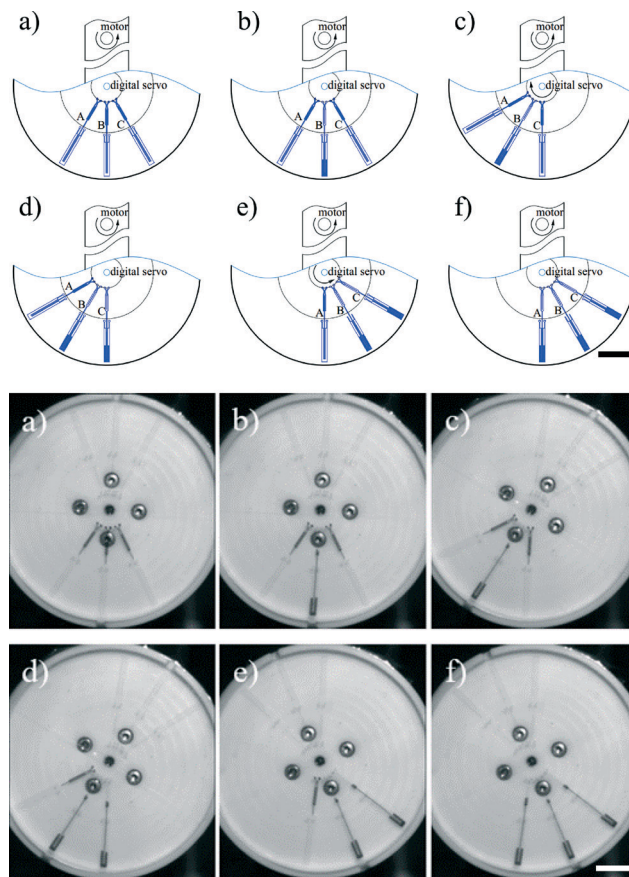 a) b) c)
motor motor motor
digital servo digital servo digital servo
A B C A B C A B C
d) e) f)
motor motor motor
digital servo digital servo digital servo
A B C A B C A B C
a) b) c)
d) e) f)